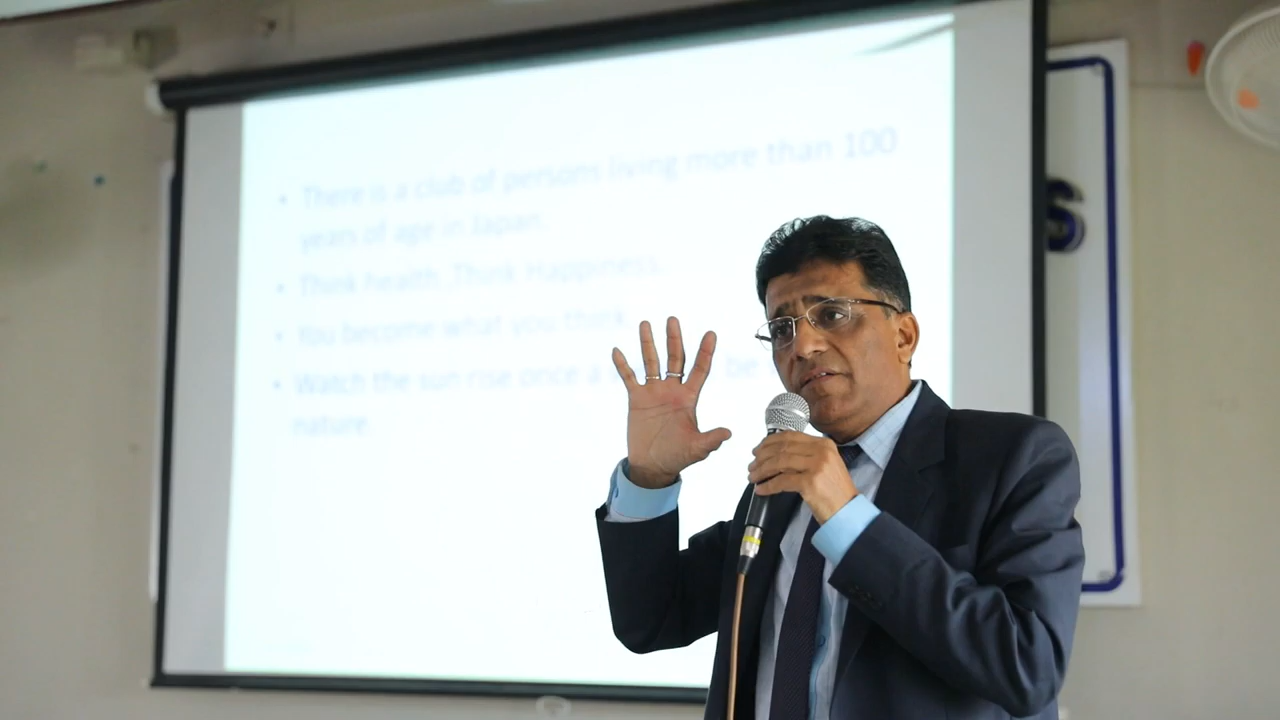 • There is a club of persons living more than 100
years of age in Japan.
• Think health ,Think Happiness.
• You become what you think
• Watch the sun rise once a be
nature
S